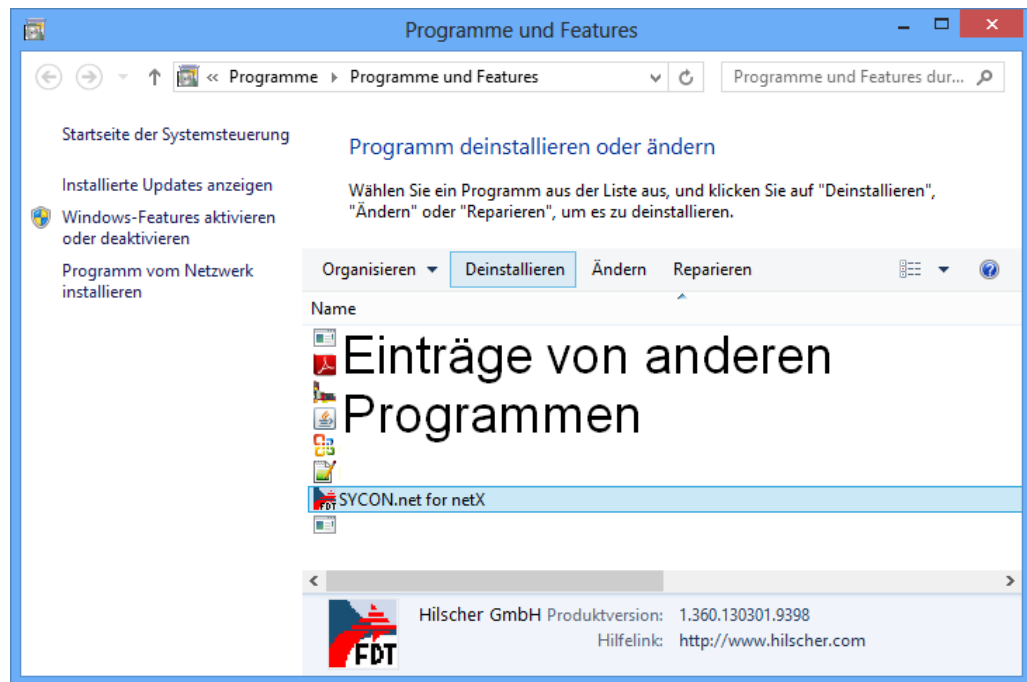 Programme und Features
« Programme ▸ Programme und Features
Programme und Features dur...
Startseite der Systemsteuerung
Installierte Updates anzeigen
Windows-Features aktivieren
oder deaktivieren
Programm vom Netzwerk
installieren
Programm deinstallieren oder ändern
Wählen Sie ein Programm aus der Liste aus, und klicken Sie auf "Deinstallieren",
"Ändern" oder "Reparieren", um es zu deinstallieren.
Organisieren Deinstallieren Ändern Reparieren
Name
Einträge von anderen
Programmen
FDT SYCON.net for netX
FDT
Hilscher GmbH Produktversion: 1.360.130301.9398
Hilfelink: http://www.hilscher.com